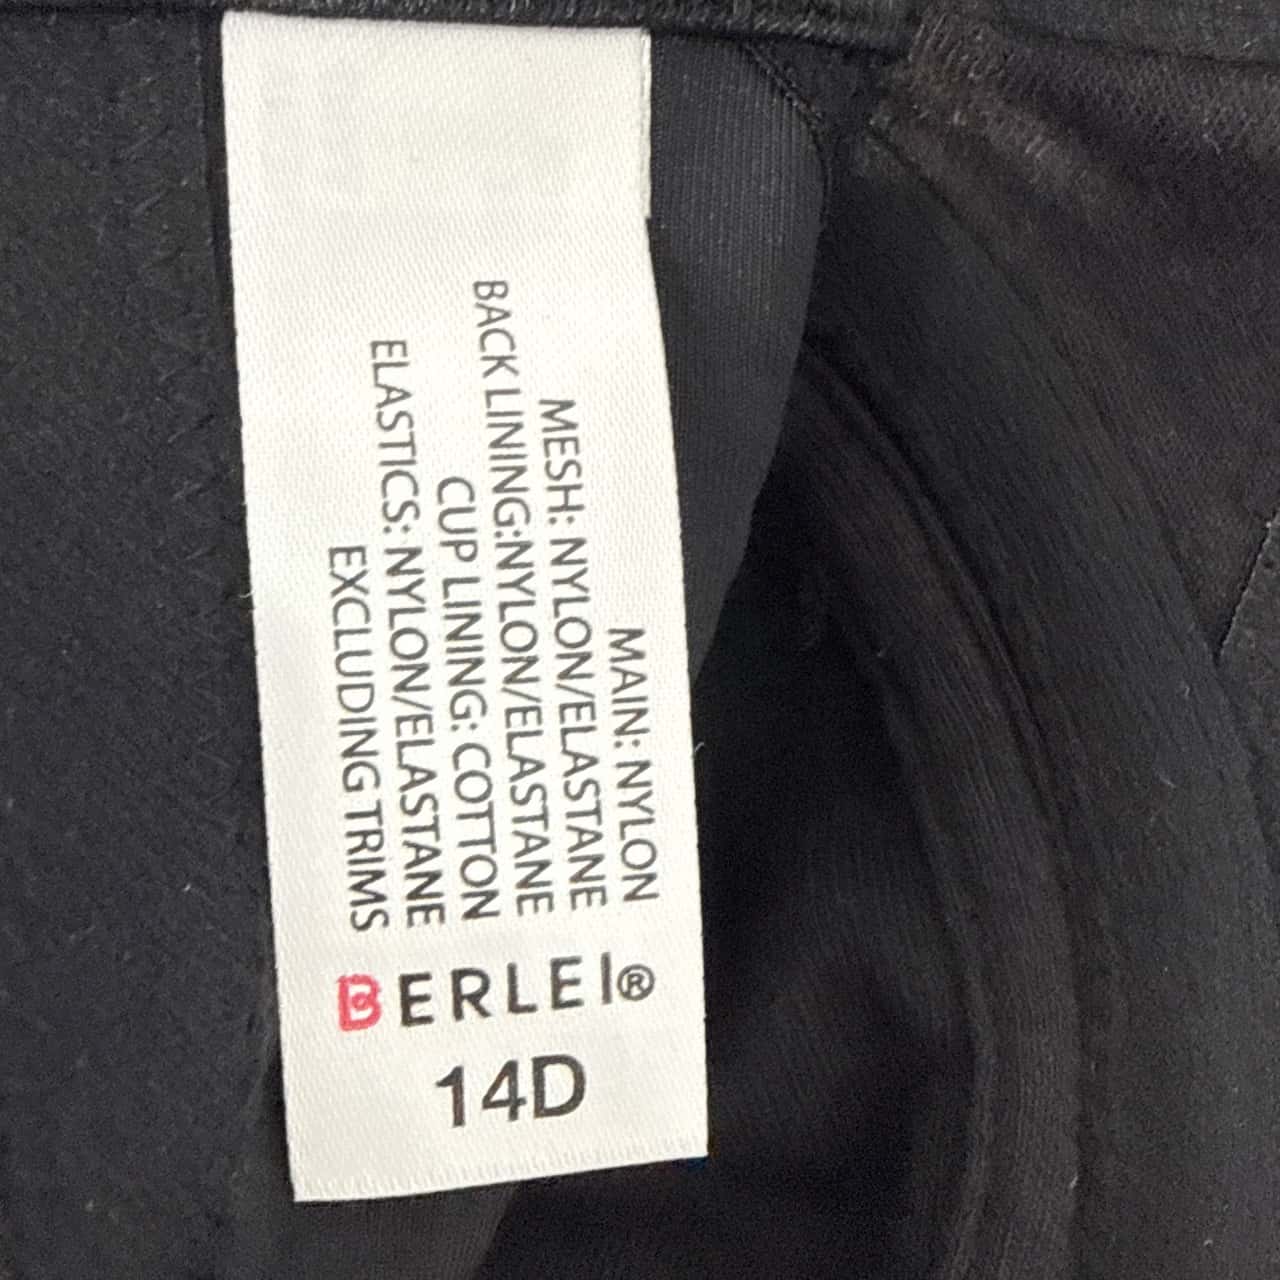 MAIN: NYLON
MESH: NYLON/ELASTANE
BACK LINING:NYLON/ELASTANE
CUP LINING: COTTON
ELASTICS: NYLON/ELASTANE
EXCLUDING TRIMS
BERLEI®
14D